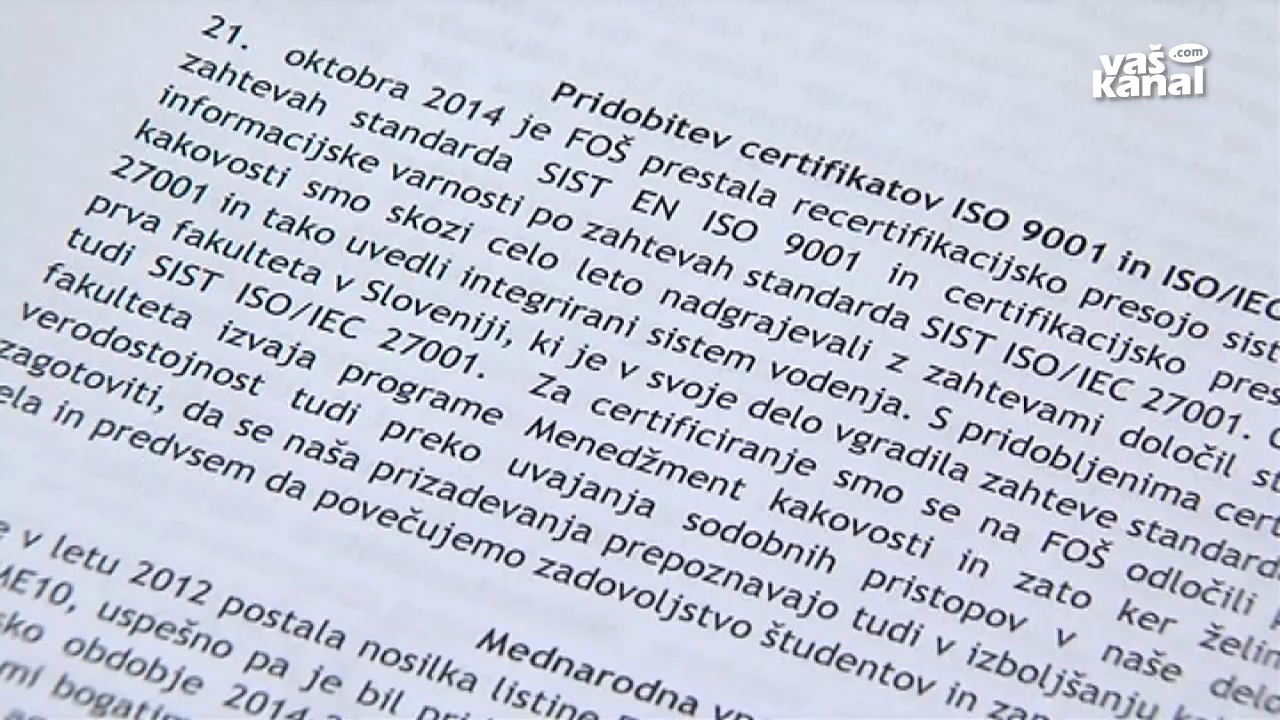 vaš .com
kanal
Pridobitev certifikatov ISO 9001 in ISO/IEC
21. oktobra 2014 je FOŠ prestala recertifikacijsko presojo sist
zahtevah standarda SIST EN ISO 9001 in certifikacijsko pres
informacijske varnosti po zahtevah standarda SIST ISO/IEC 27001.
kakovosti smo skozi celo leto nadgrajevali z zahtevami določil st
27001 in tako uvedli integrirani sistem vodenja. S pridobljenima cert
prva fakulteta v Sloveniji, ki je v svoje delo vgradila zahteve standard
tudi SIST ISO/IEC 27001. Za certificiranje smo se na FOŠ odločili
fakulteta izvaja programe Menedžment kakovosti in zato ker želim
verodostojnost tudi preko uvajanja sodobnih pristopov v naše delo
zagotoviti, da se naša prizadevanja prepoznavajo tudi v izboljšanju
ela in predvsem da povečujemo zadovoljstvo študentov in za
Mednarodna
e v letu 2012 postala nosilka listine
ME10, uspešno pa je bil
sko obdobje 2014-
mi bogatim